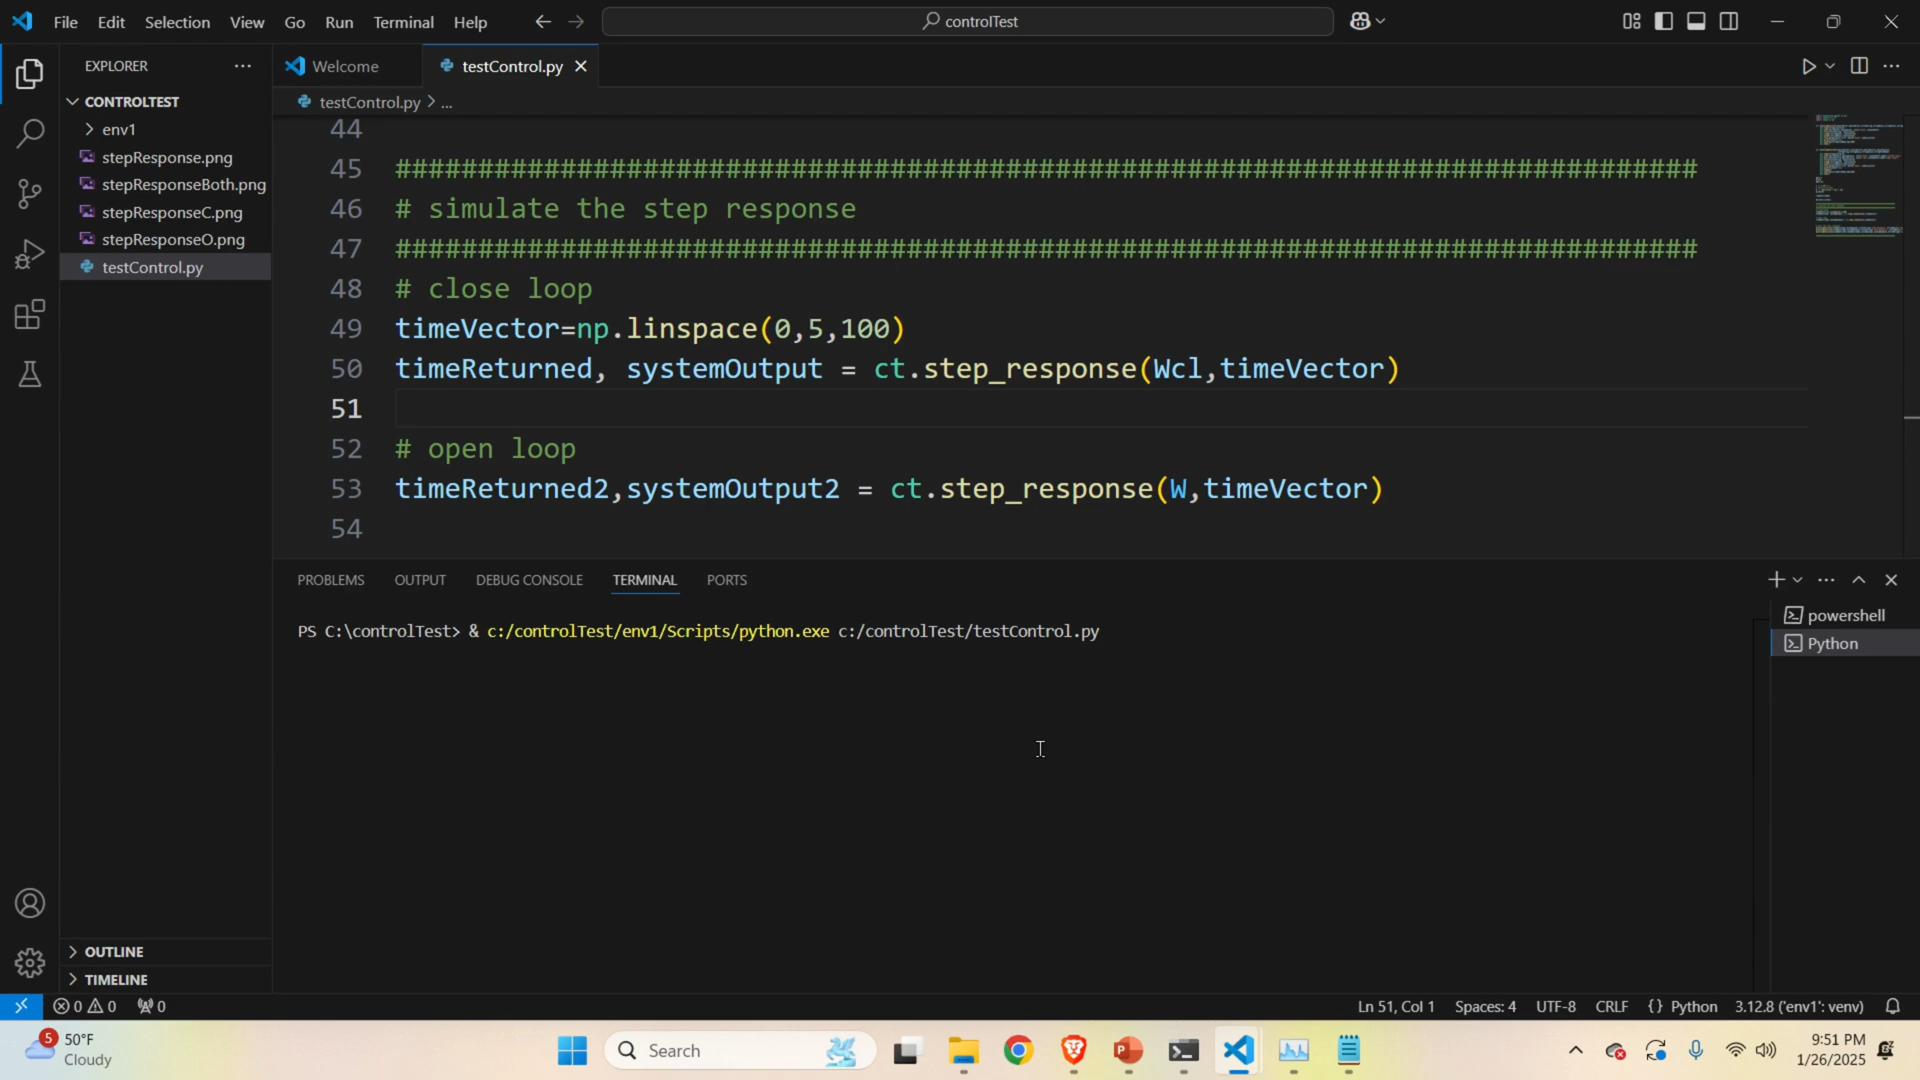 File Edit Selection View Go Run Terminal Help
controlTest
EXPLORER
Welcome
testControl.py
CONTROLTEST
env1
stepResponse.png
stepResponseBoth.png
stepResponseC.png
stepResponseO.png
testControl.py
testControl.py > ...
44
45 ###############################################################################
46 # simulate the step response
47 ###############################################################################
48 # close loop
49 timeVector=np.linspace(0,5,100)
50 timeReturned, systemOutput = ct.step_response(Wcl,timeVector)
51
52 # open loop
53 timeReturned2,systemOutput2 = ct.step_response(W,timeVector)
54
PROBLEMS OUTPUT DEBUG CONSOLE TERMINAL PORTS
PS C:\controlTest> & c:/controlTest/env1/Scripts/python.exe c:/controlTest/testControl.py
powershell
Python
OUTLINE
TIMELINE
0 0 0
Ln 51, Col 1 Spaces: 4 UTF-8 CRLF {} Python 3.12.8 ('env1': venv)
5
50°F
Cloudy
Search
9:51 PM
1/26/2025